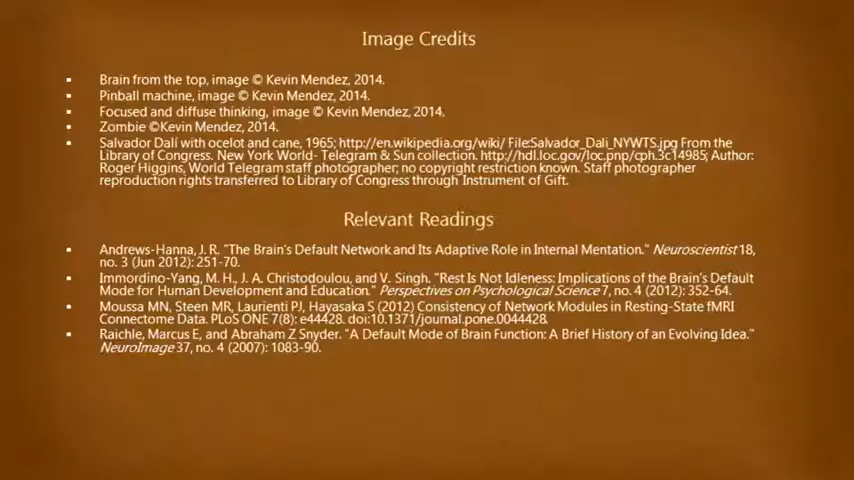 Image Credits
▪ Brain from the top, image © Kevin Mendez, 2014.
▪ Pinball machine, image © Kevin Mendez, 2014.
▪ Focused and diffuse thinking, image © Kevin Mendez, 2014.
▪ Zombie ©Kevin Mendez, 2014.
▪ Salvador Dalí with ocelot and cane, 1965; http://en.wikipedia.org/wiki/ File:Salvador_Dali_NYWTS.jpg From the
Library of Congress. New York World- Telegram & Sun collection. http://hdl.loc.gov/loc.pnp/cph.3c14985; Author:
Roger Higgins, World Telegram staff photographer; no copyright restriction known. Staff photographer
reproduction rights transferred to Library of Congress through Instrument of Gift.
Relevant Readings
▪ Andrews-Hanna, J. R. "The Brain's Default Network and Its Adaptive Role in Internal Mentation." Neuroscientist 18,
no. 3 (Jun 2012): 251-70.
▪ Immordino-Yang, M. H., J. A. Christodoulou, and V. Singh. "Rest Is Not Idleness: Implications of the Brain's Default
Mode for Human Development and Education." Perspectives on Psychological Science 7, no. 4 (2012): 352-64.
▪ Moussa MN, Steen MR, Laurienti PJ, Hayasaka S (2012) Consistency of Network Modules in Resting-State fMRI
Connectome Data. PLoS ONE 7(8): e44428. doi:10.1371/journal.pone.0044428.
▪ Raichle, Marcus E, and Abraham Z Snyder. "A Default Mode of Brain Function: A Brief History of an Evolving Idea."
NeuroImage 37, no. 4 (2007): 1083-90.